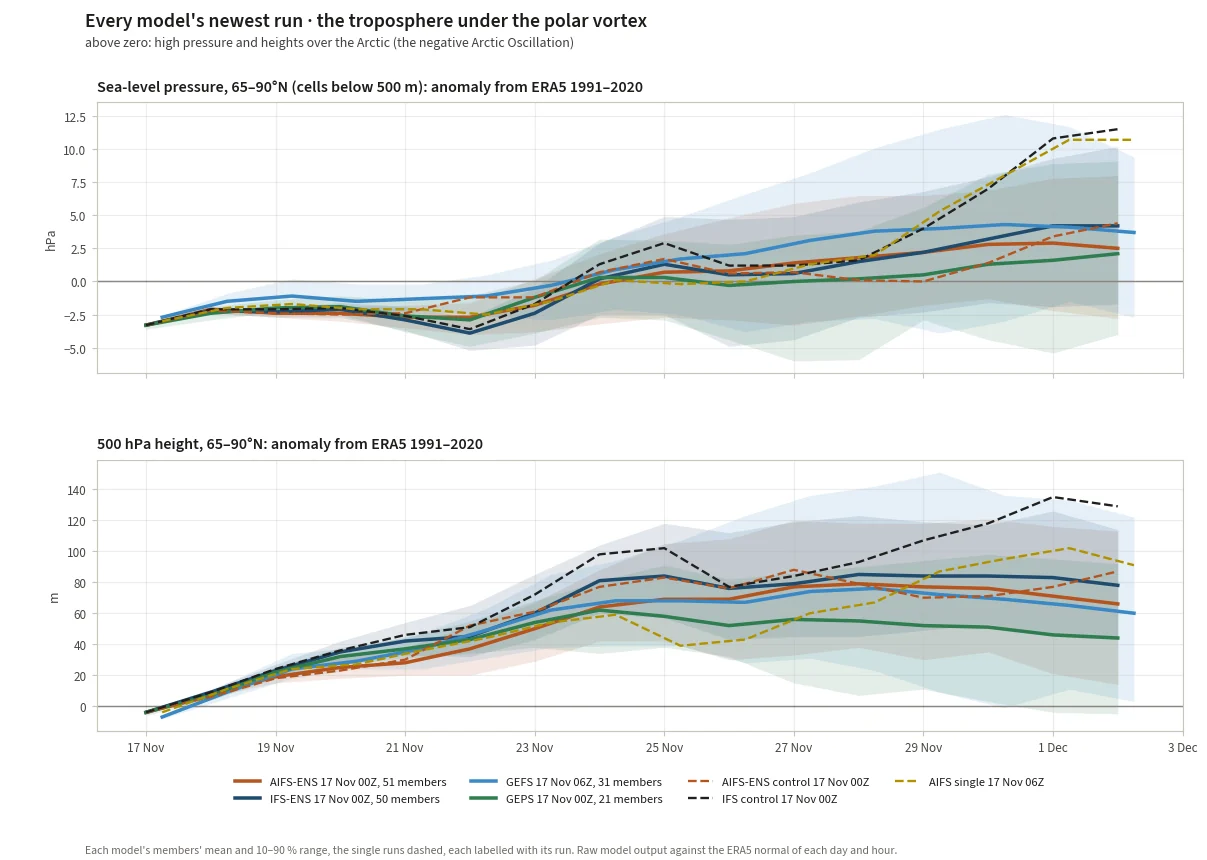 Every model's newest run · the troposphere under the polar vortex
above zero: high pressure and heights over the Arctic (the negative Arctic Oscillation)
Sea-level pressure, 65–90°N (cells below 500 m): anomaly from ERA5 1991–2020
12.5
10.0
7.5
5.0
2.5
0.0
−2.5
−5.0
hPa
500 hPa height, 65–90°N: anomaly from ERA5 1991–2020
140
120
100
80
60
40
20
0
m
17 Nov 19 Nov 21 Nov 23 Nov 25 Nov 27 Nov 29 Nov 1 Dec 3 Dec
AIFS-ENS 17 Nov 00Z, 51 members GEFS 17 Nov 06Z, 31 members AIFS-ENS control 17 Nov 00Z AIFS single 17 Nov 06Z
IFS-ENS 17 Nov 00Z, 50 members GEPS 17 Nov 00Z, 21 members IFS control 17 Nov 00Z
Each model's members' mean and 10–90 % range, the single runs dashed, each labelled with its run. Raw model output against the ERA5 normal of each day and hour.